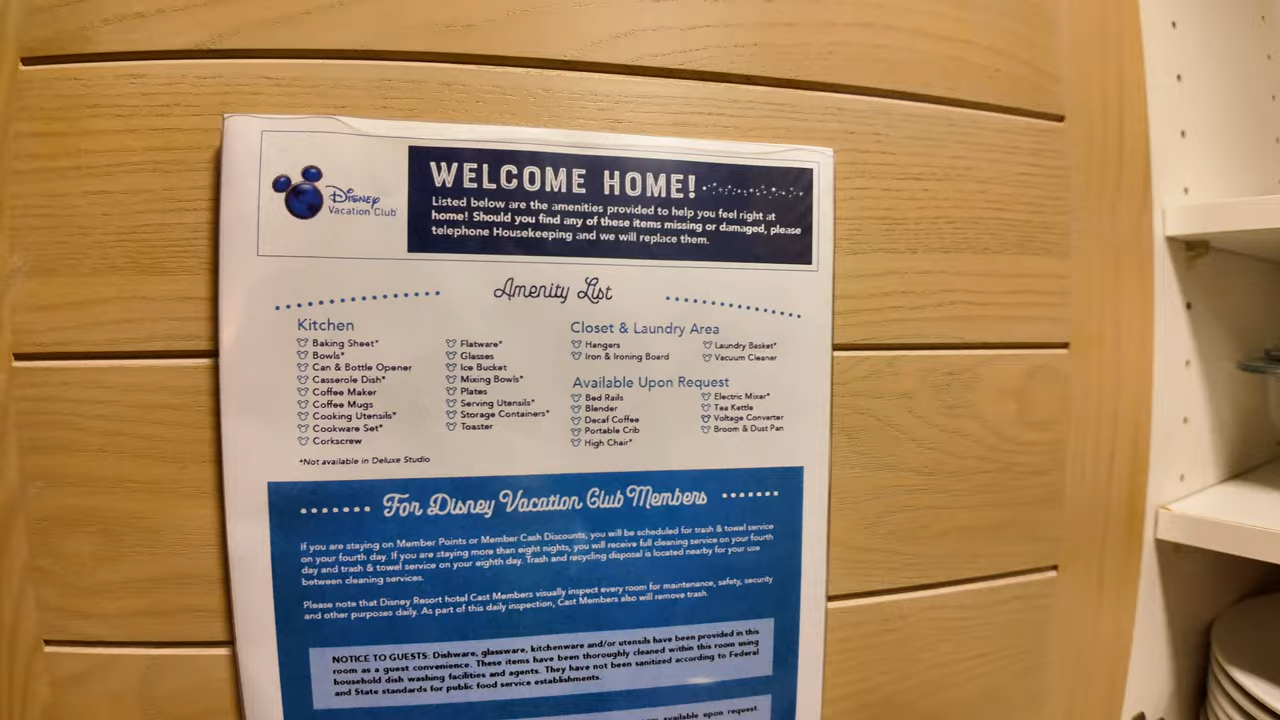 Disney
Vacation Club
WELCOME HOME!
Listed below are the amenities provided to help you feel right at
home! Should you find any of these items missing or damaged, please
telephone Housekeeping and we will replace them.
Amenity List
Kitchen
Baking Sheet*
Bowls*
Can & Bottle Opener
Casserole Dish*
Coffee Maker
Coffee Mugs
Cooking Utensils*
Cookware Set*
Corkscrew
Flatware*
Glasses
Ice Bucket
Mixing Bowls*
Plates
Serving Utensils*
Storage Containers*
Toaster
*Not available in Deluxe Studio
Closet & Laundry Area
Hangers
Iron & Ironing Board
Laundry Basket*
Vacuum Cleaner
Available Upon Request
Bed Rails
Blender
Decaf Coffee
Portable Crib
High Chair*
Electric Mixer*
Tea Kettle
Voltage Converter
Broom & Dust Pan
For Disney Vacation Club Members
If you are staying on Member Points or Member Cash Discounts, you will be scheduled for trash & towel service
on your fourth day. If you are staying more than eight nights, you will receive full cleaning service on your fourth
day and trash & towel service on your eighth day. Trash and recycling disposal is located nearby for your use
between cleaning services.
Please note that Disney Resort hotel Cast Members visually inspect every room for maintenance, safety, security
and other purposes daily. As part of this daily inspection, Cast Members also will remove trash.
NOTICE TO GUESTS: Dishware, glassware, kitchenware and/or utensils have been provided in this
room as a guest convenience. These items have been thoroughly cleaned within this room using
household dish washing facilities and agents. They have not been sanitized according to Federal
and State standards for public food service establishments.
available upon request.